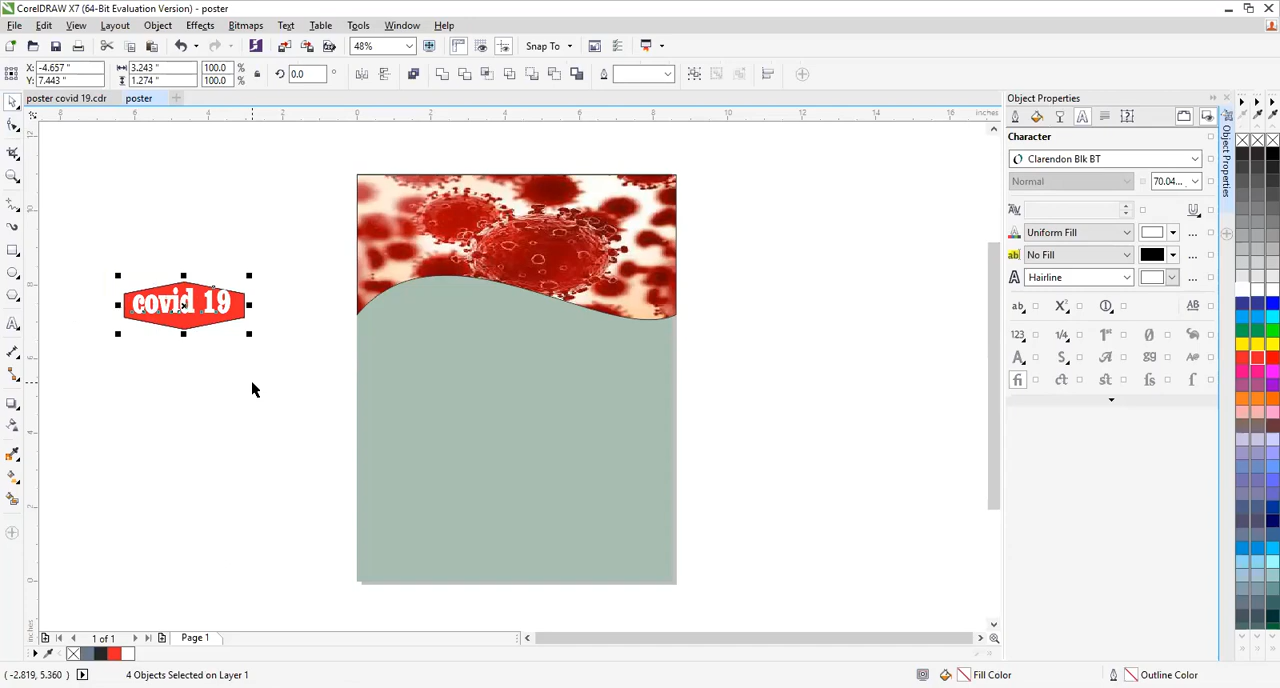 CorelDRAW X7 (64-Bit Evaluation Version) - poster
File Edit View Layout Object Effects Bitmaps Text Table Tools Window Help
48% Snap To
X: -4.657 " 3.243 " 100.0 % 0.0
Y: 7.443 " 1.274 " 100.0 %
poster covid 19.cdr poster
inches
Object Properties
Character
Clarendon Blk BT
Normal 70.04...
Uniform Fill
No Fill
Hairline
Object Properties
covid 19
1 of 1 Page 1
(-2.819, 5.360 ) 4 Objects Selected on Layer 1 Fill Color Outline Color